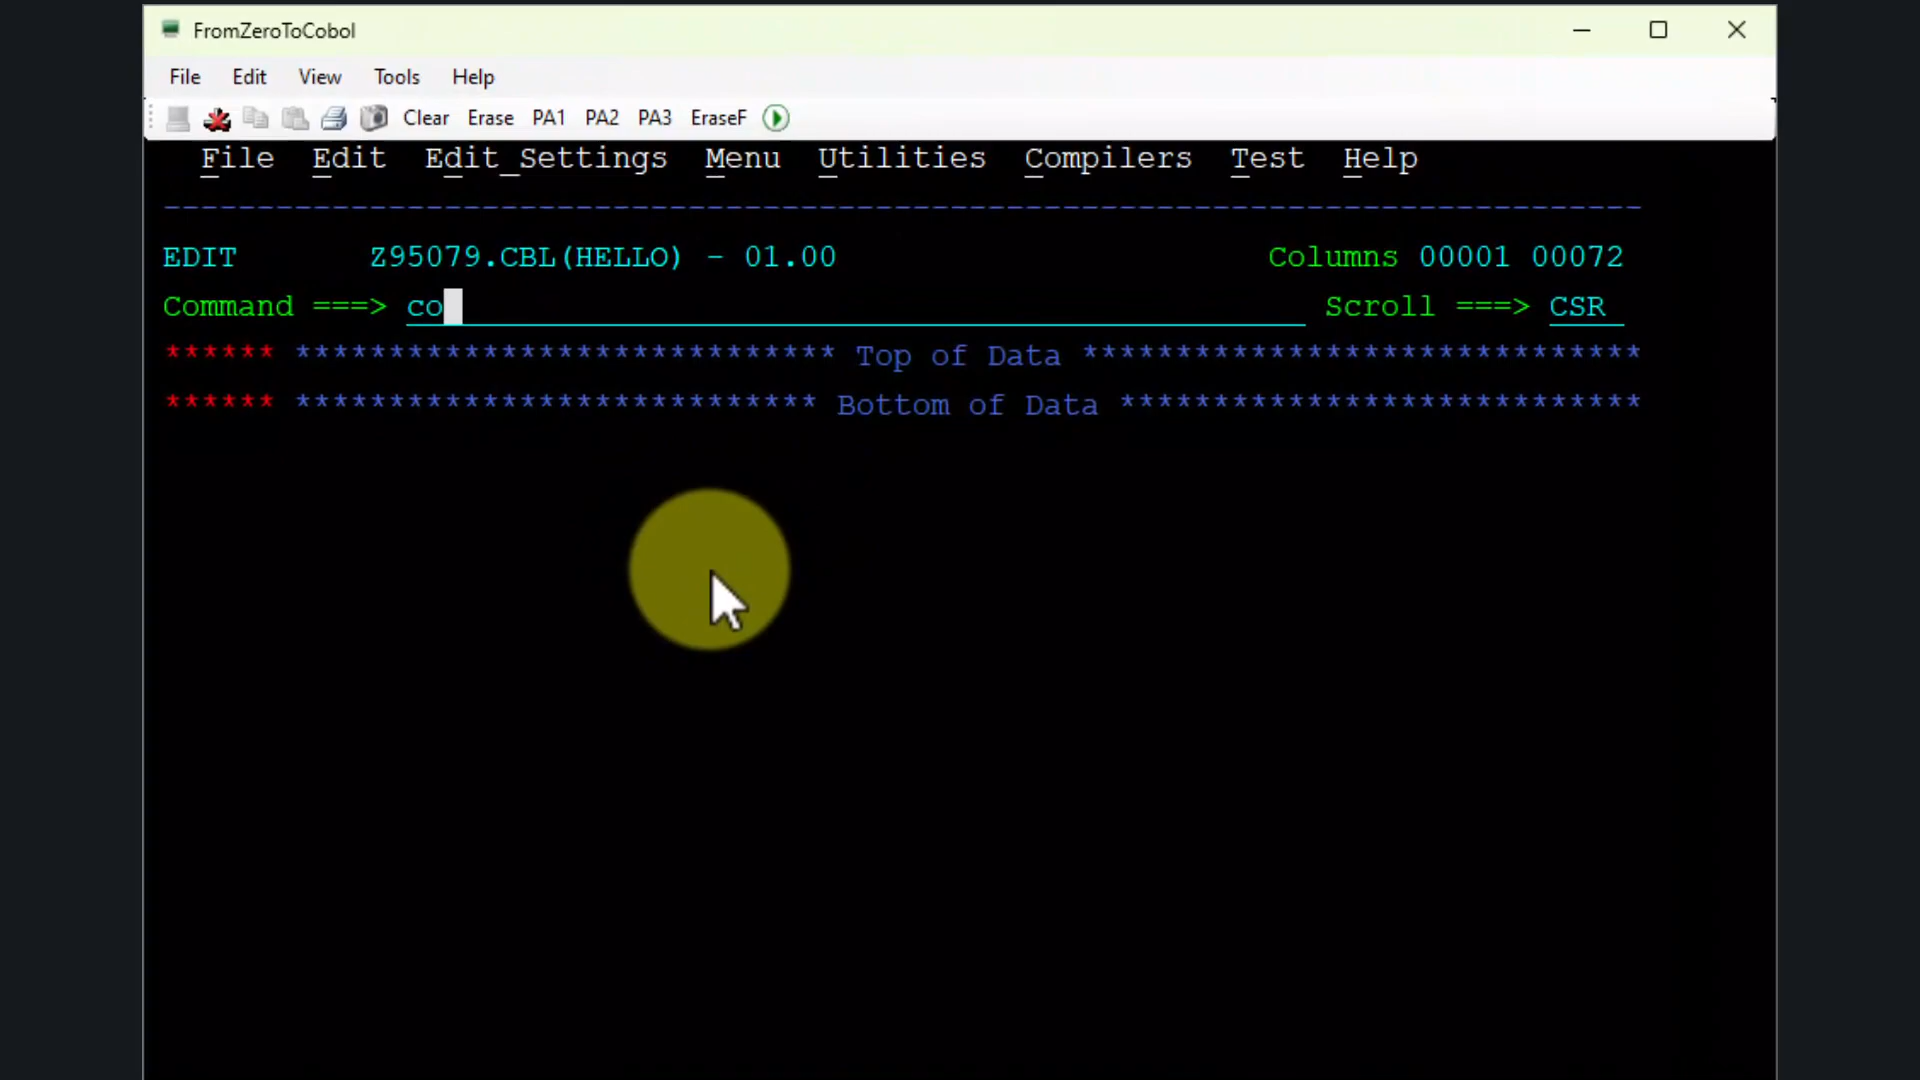 FromZeroToCobol
File Edit View Tools Help
Clear Erase PA1 PA2 PA3 EraseF
File Edit Edit_Settings Menu Utilities Compilers Test Help
-------------------------------------------------------------------------------
EDIT Z95079.CBL(HELLO) - 01.00 Columns 00001 00072
Command ===> co Scroll ===> CSR
****** ***************************** Top of Data ******************************
****** **************************** Bottom of Data ****************************